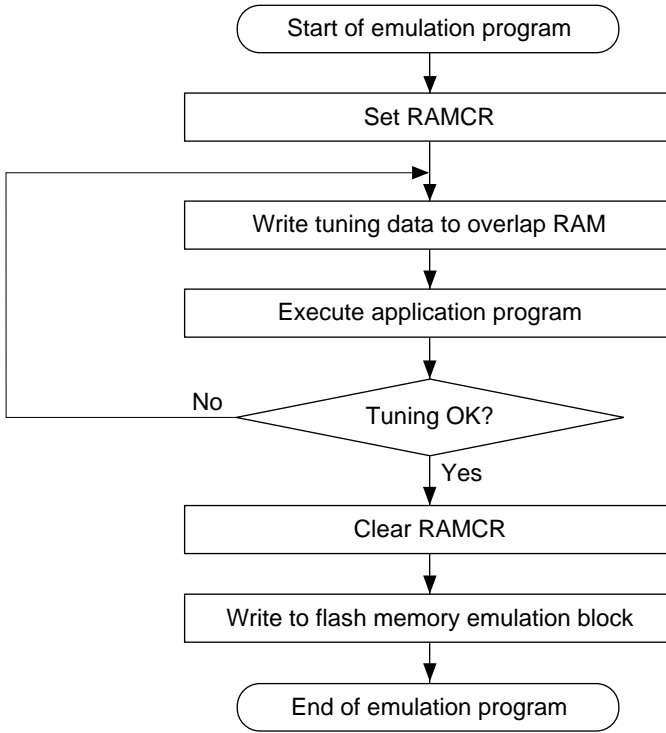 Start of emulation program
Set RAMCR
Write tuning data to overlap RAM
Execute application program
No
Tuning OK?
Yes
Clear RAMCR
Write to flash memory emulation block
End of emulation program